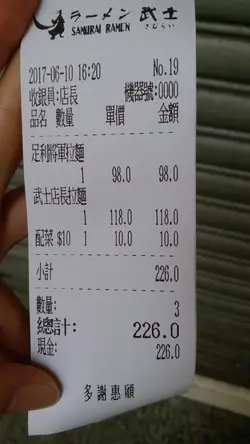 ラーメン 武士
SAMURAI RAMEN さむらい
2017-06-10 16:20 No.19
收銀員:店長 機器號:0000
品名 數量 單價 金額
足利將軍拉麵
1 98.0 98.0
武士店長拉麵
1 118.0 118.0
配菜 $10 1 10.0 10.0
小計 226.0
數量: 3
總計: 226.0
現金: 226.0
多謝惠顧